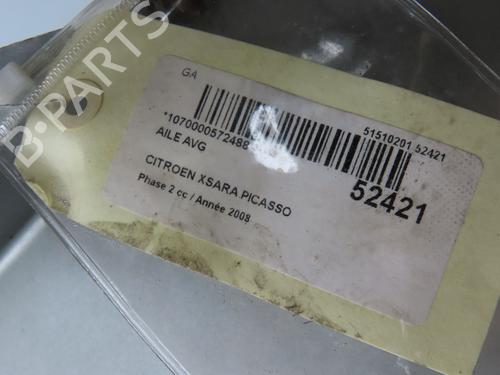 B-PARTS
GA
51510201 52421
*1070000572488
AILE AVG
52421
CITROEN XSARA PICASSO
Phase 2 cc / Année 2008